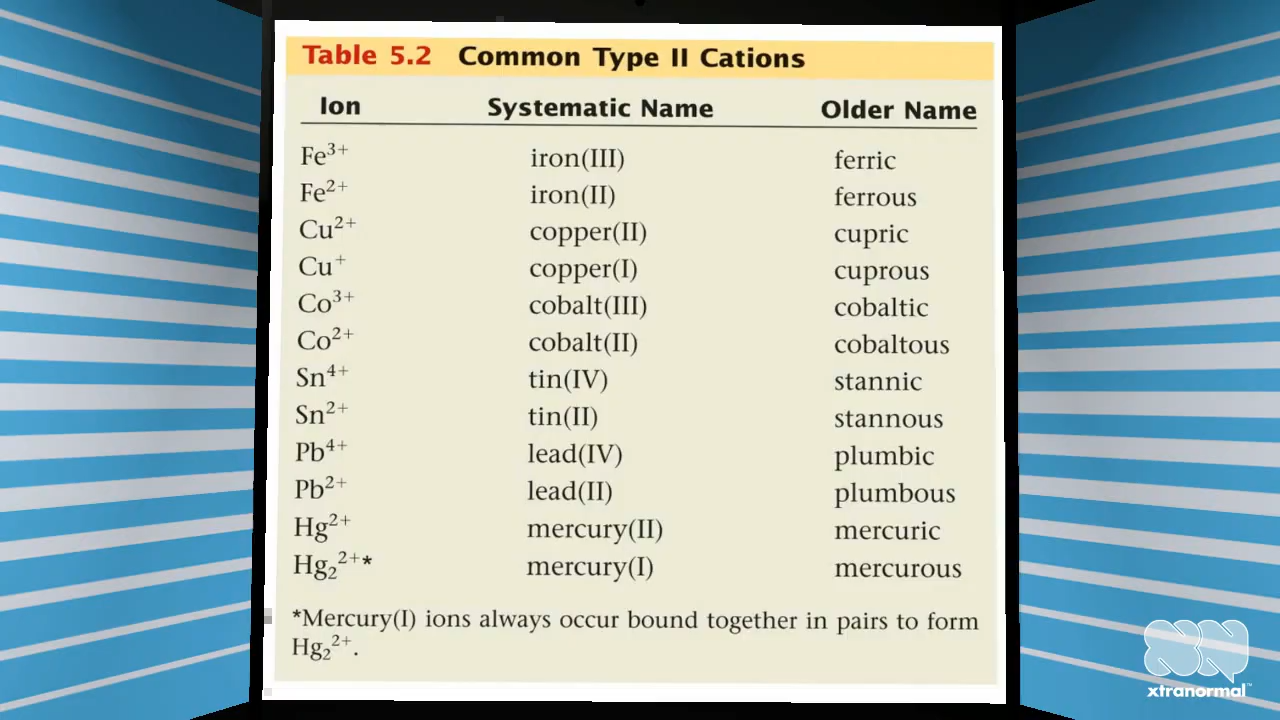 Table 5.2 Common Type II Cations
Ion Systematic Name Older Name
Fe³⁺ iron(III) ferric
Fe²⁺ iron(II) ferrous
Cu²⁺ copper(II) cupric
Cu⁺ copper(I) cuprous
Co³⁺ cobalt(III) cobaltic
Co²⁺ cobalt(II) cobaltous
Sn⁴⁺ tin(IV) stannic
Sn²⁺ tin(II) stannous
Pb⁴⁺ lead(IV) plumbic
Pb²⁺ lead(II) plumbous
Hg²⁺ mercury(II) mercuric
Hg₂²⁺* mercury(I) mercurous
*Mercury(I) ions always occur bound together in pairs to form
Hg₂²⁺.
xtranormal™